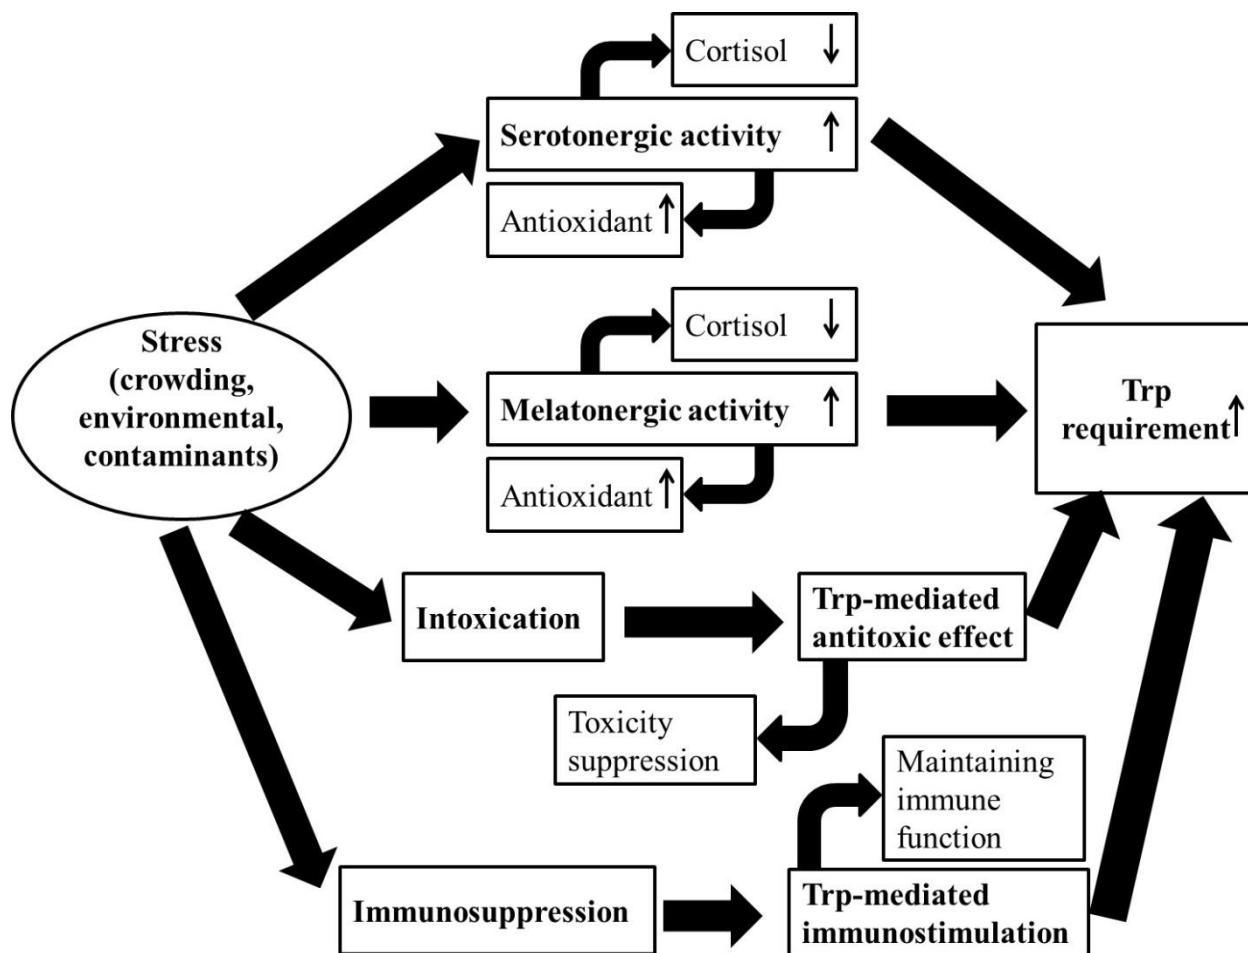 Cortisol ↓
Serotonergic activity ↑
Antioxidant ↑
Stress
(crowding,
environmental,
contaminants)
Cortisol ↓
Melatonergic activity ↑
Antioxidant ↑
Trp
requirement ↑
Intoxication
Trp-mediated
antitoxic effect
Toxicity
suppression
Maintaining
immune
function
Immunosuppression
Trp-mediated
immunostimulation